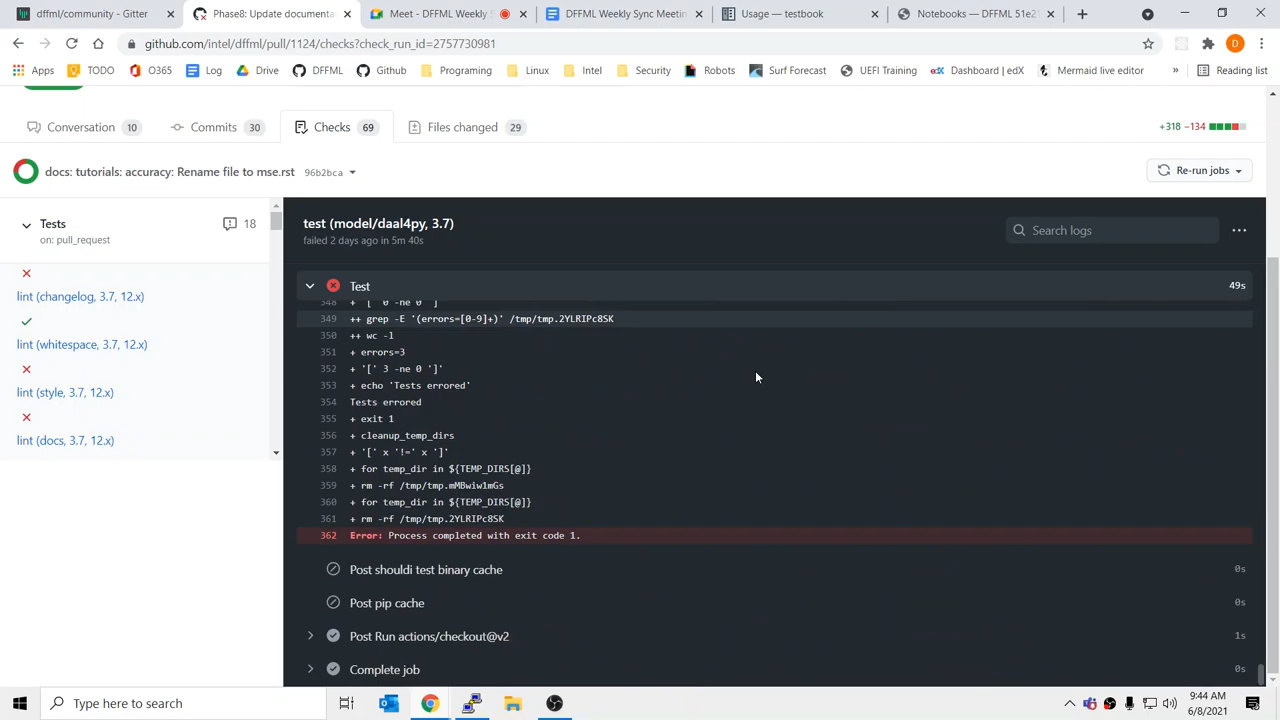 dffml/community - Gitter
Phase8: Update documenta
Meet - DFFML Weekly S
DFFML Weekly Sync Meetin
Usage — testbook
Notebooks — DFFML 51e2
github.com/intel/dffml/pull/1124/checks?check_run_id=2757730981
D
Apps
TODO
O365
Log
Drive
DFFML
Github
Programing
Linux
Intel
Security
Robots
Surf Forecast
UEFI Training
edX
Dashboard | edX
Mermaid live editor
»
Reading list
Conversation 10
Commits 30
Checks 69
Files changed 29
+318 −134
docs: tutorials: accuracy: Rename file to mse.rst 96b2bca
Re-run jobs
Tests
18
on: pull_request
lint (changelog, 3.7, 12.x)
lint (whitespace, 3.7, 12.x)
lint (style, 3.7, 12.x)
lint (docs, 3.7, 12.x)
test (model/daal4py, 3.7)
failed 2 days ago in 5m 40s
Search logs
Test
49s
348 + '[' 0 -ne 0 ']'
349 ++ grep -E '(errors=[0-9]+)' /tmp/tmp.2YLRIPc8SK
350 ++ wc -l
351 + errors=3
352 + '[' 3 -ne 0 ']'
353 + echo 'Tests errored'
354 Tests errored
355 + exit 1
356 + cleanup_temp_dirs
357 + '[' x '!=' x ']'
358 + for temp_dir in ${TEMP_DIRS[@]}
359 + rm -rf /tmp/tmp.mMBwiw1mGs
360 + for temp_dir in ${TEMP_DIRS[@]}
361 + rm -rf /tmp/tmp.2YLRIPc8SK
362 Error: Process completed with exit code 1.
Post shouldi test binary cache
0s
Post pip cache
0s
Post Run actions/checkout@v2
1s
Complete job
0s
Type here to search
9:44 AM
6/8/2021